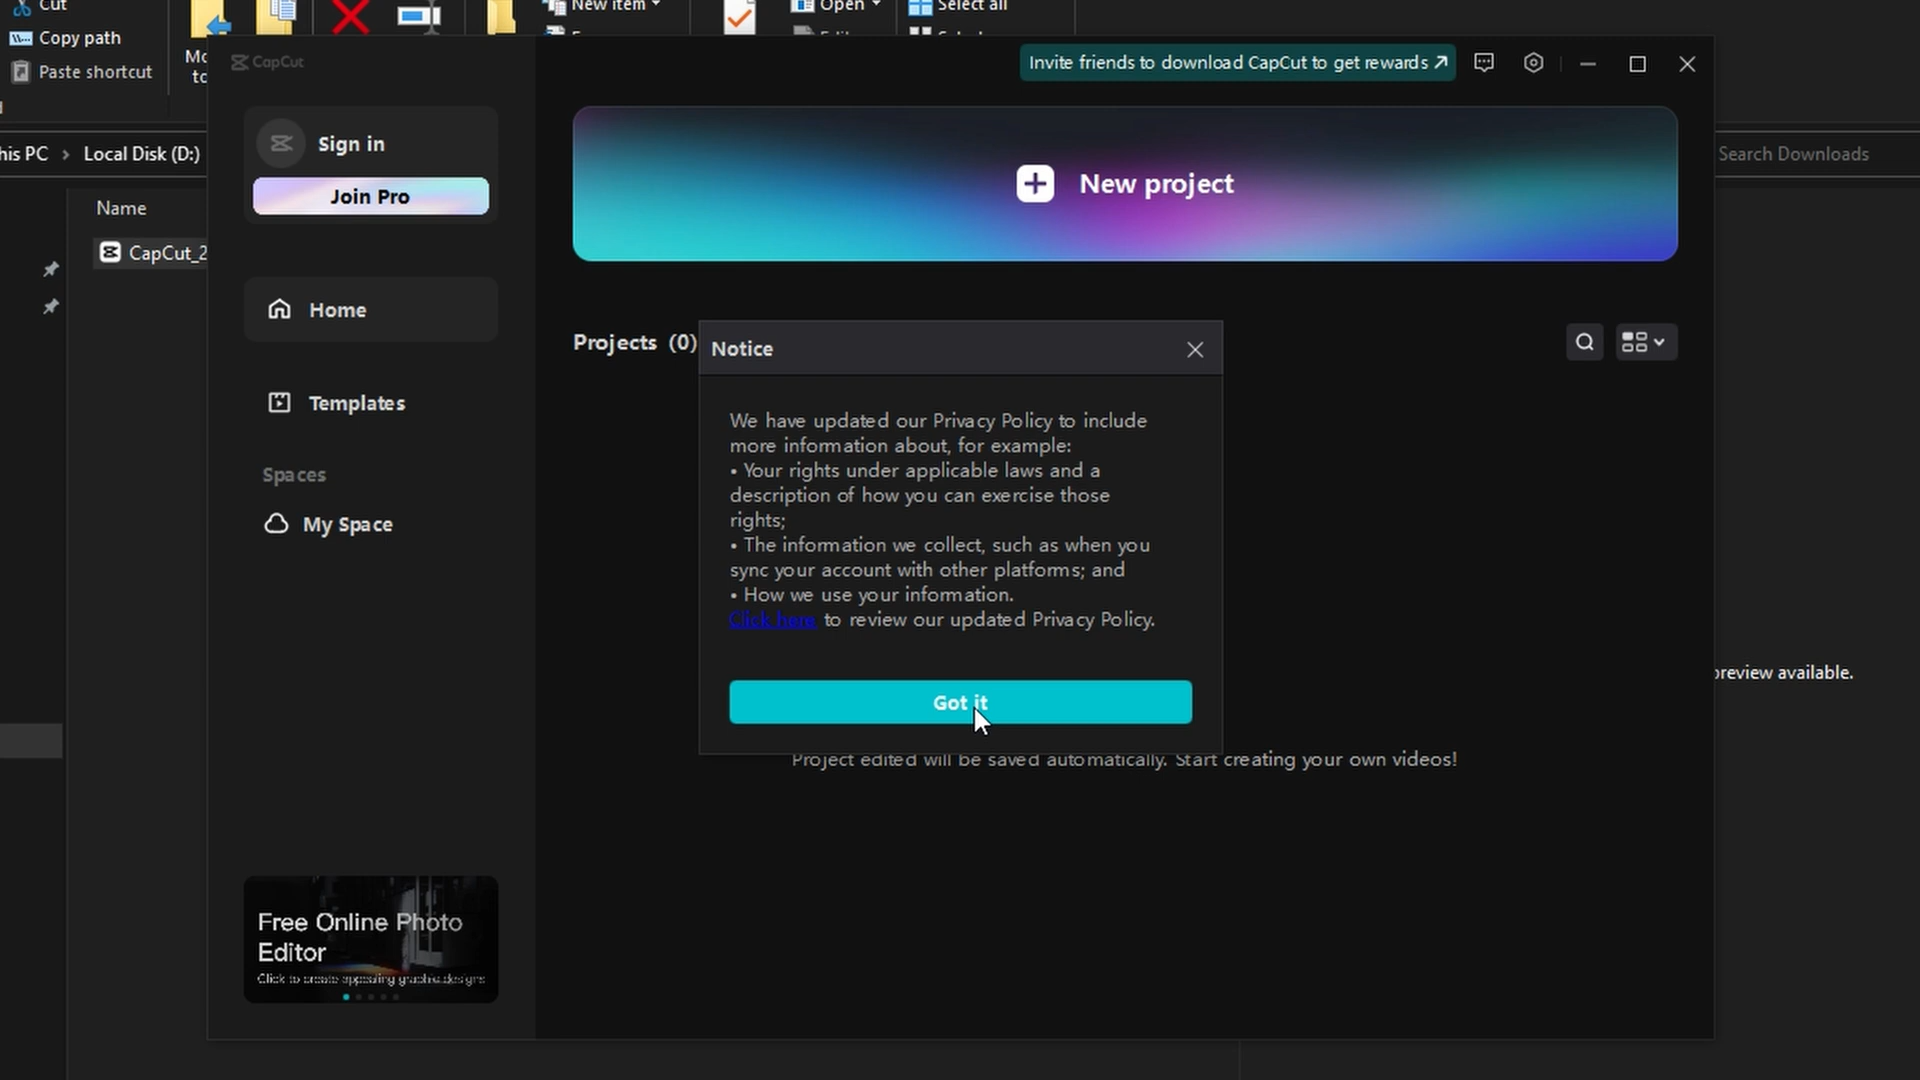 Cut
Copy path
Paste shortcut
New item
Open
Select all
CapCut
Invite friends to download CapCut to get rewards
Sign in
Join Pro
New project
his PC > Local Disk (D:)
Search Downloads
Name
CapCut_2
Home
Templates
Spaces
My Space
Projects (0)
Notice
We have updated our Privacy Policy to include
more information about, for example:
• Your rights under applicable laws and a
description of how you can exercise those
rights;
• The information we collect, such as when you
sync your account with other platforms; and
• How we use your information.
Click here to review our updated Privacy Policy.
Got it
preview available.
Project edited will be saved automatically. Start creating your own videos!
Free Online Photo
Editor
Click to create appealing graphic designs